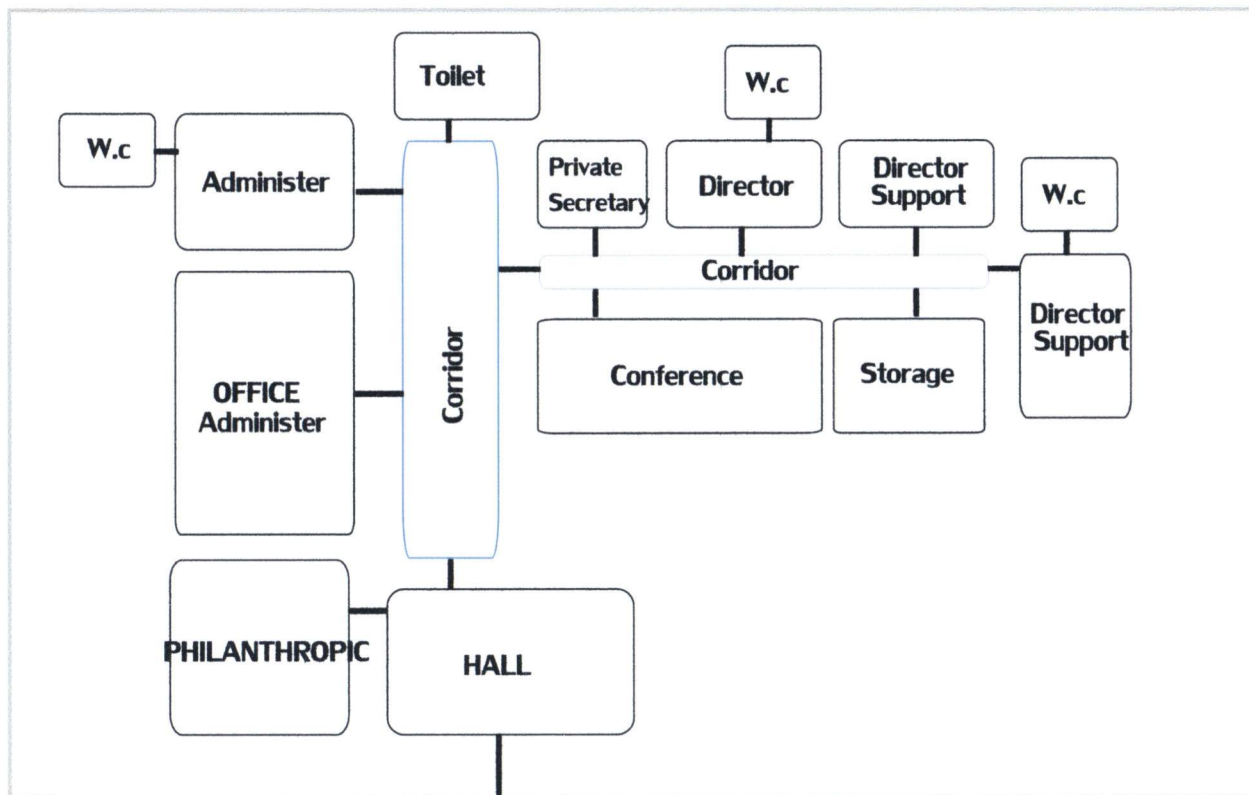 Toilet
W.c
W.c
Administer
Private
Secretary
Director
Director
Support
W.c
Corridor
Director
Support
Corridor
Conference
Storage
OFFICE
Administer
PHILANTHROPIC
HALL